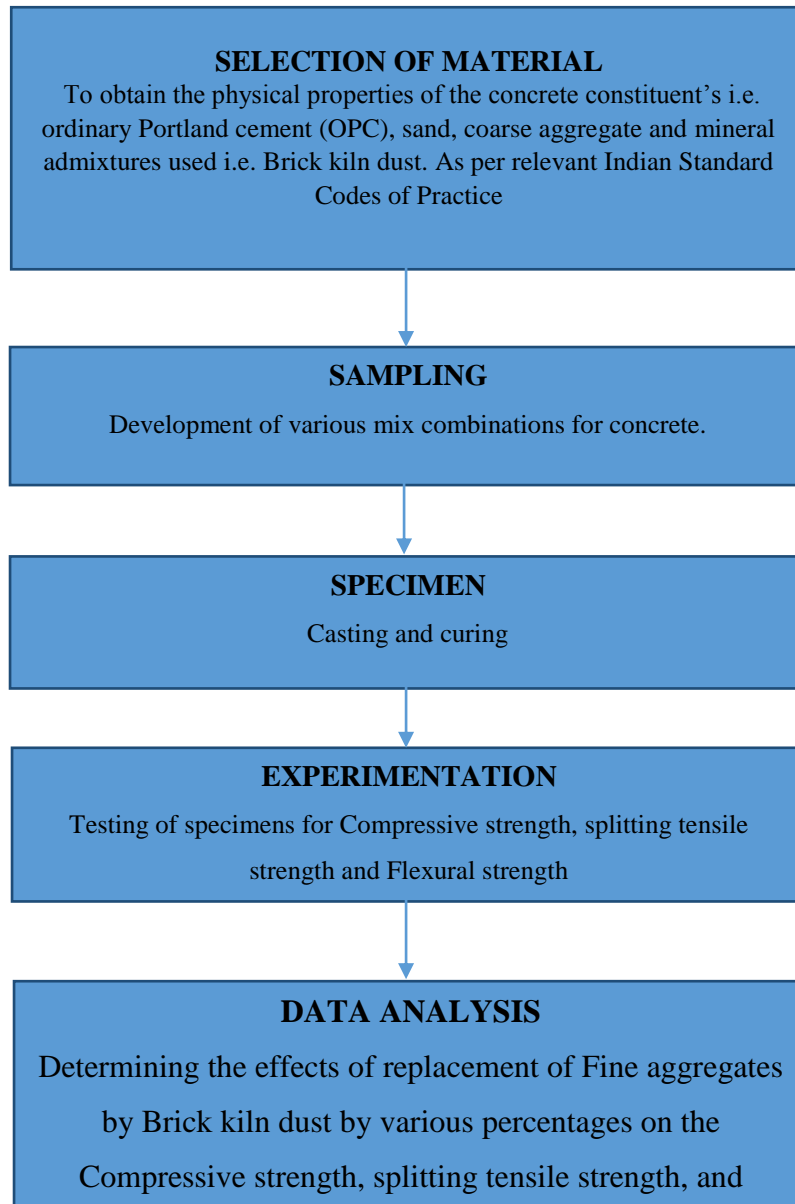 SELECTION OF MATERIAL
To obtain the physical properties of the concrete constituent's i.e.
ordinary Portland cement (OPC), sand, coarse aggregate and mineral
admixtures used i.e. Brick kiln dust. As per relevant Indian Standard
Codes of Practice
SAMPLING
Development of various mix combinations for concrete.
SPECIMEN
Casting and curing
EXPERIMENTATION
Testing of specimens for Compressive strength, splitting tensile
strength and Flexural strength
DATA ANALYSIS
Determining the effects of replacement of Fine aggregates
by Brick kiln dust by various percentages on the
Compressive strength, splitting tensile strength, and